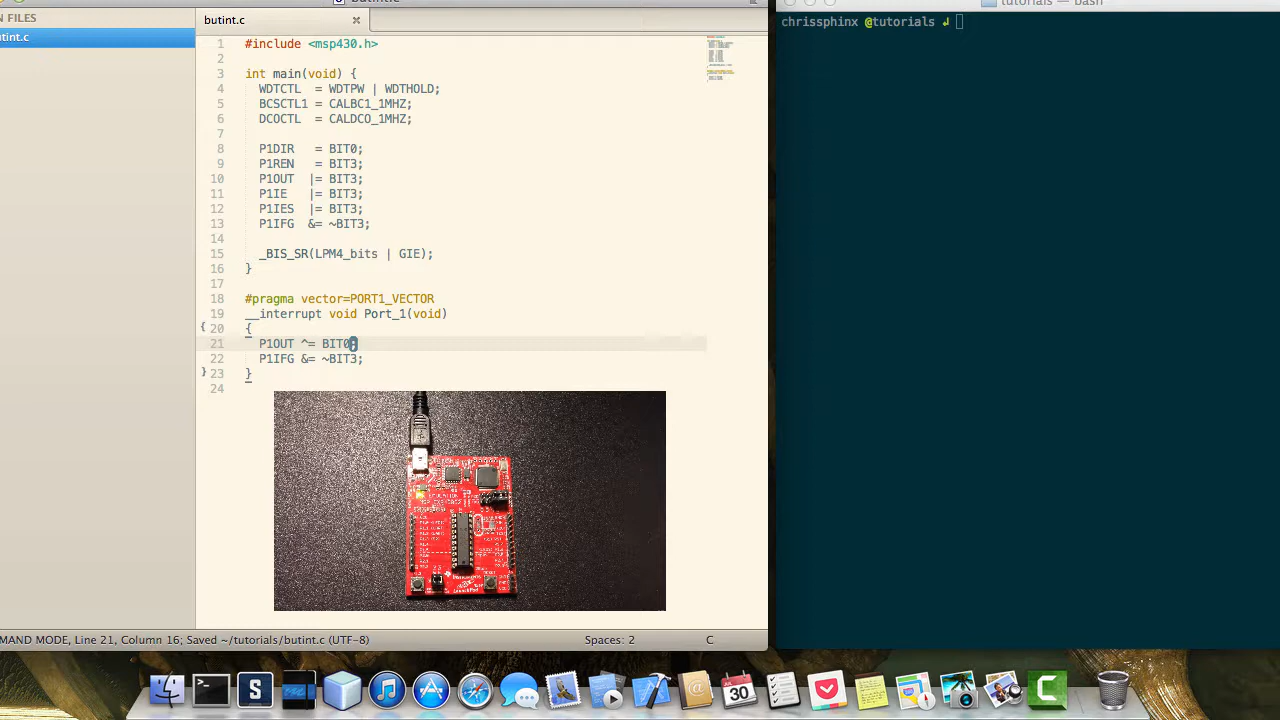 Butint.c
tutorials — bash
N FILES
utint.c
butint.c ×
chrissphinx @tutorials ↲
1 #include <msp430.h>
2
3 int main(void) {
4 WDTCTL = WDTPW | WDTHOLD;
5 BCSCTL1 = CALBC1_1MHZ;
6 DCOCTL = CALDCO_1MHZ;
7
8 P1DIR = BIT0;
9 P1REN = BIT3;
10 P1OUT |= BIT3;
11 P1IE |= BIT3;
12 P1IES |= BIT3;
13 P1IFG &= ~BIT3;
14
15 _BIS_SR(LPM4_bits | GIE);
16 }
17
18 #pragma vector=PORT1_VECTOR
19 __interrupt void Port_1(void)
20 {
21 P1OUT ^= BIT0;
22 P1IFG &= ~BIT3;
23 }
24
MAND MODE, Line 21, Column 16; Saved ~/tutorials/butint.c (UTF-8) Spaces: 2 C
30